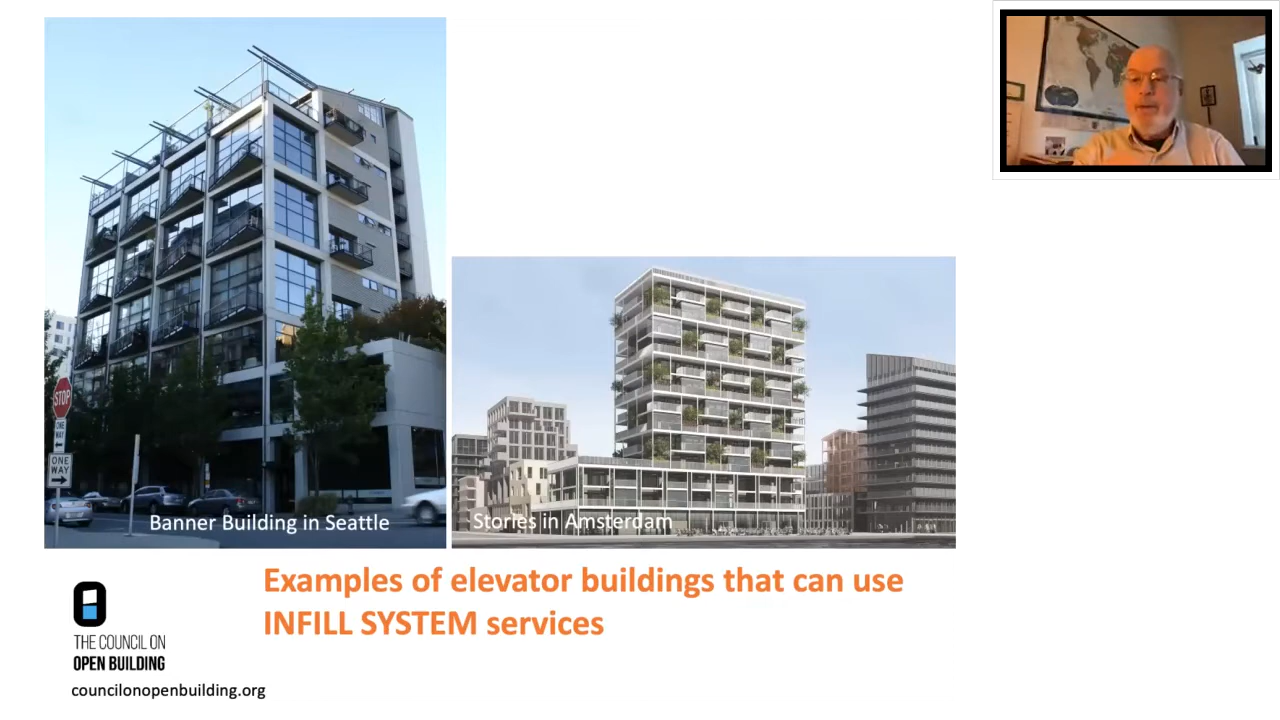 STOP
ONE
WAY
ONE
WAY
Banner Building in Seattle
Stories in Amsterdam
Examples of elevator buildings that can use
INFILL SYSTEM services
THE COUNCIL ON
OPEN BUILDING
councilonopenbuilding.org